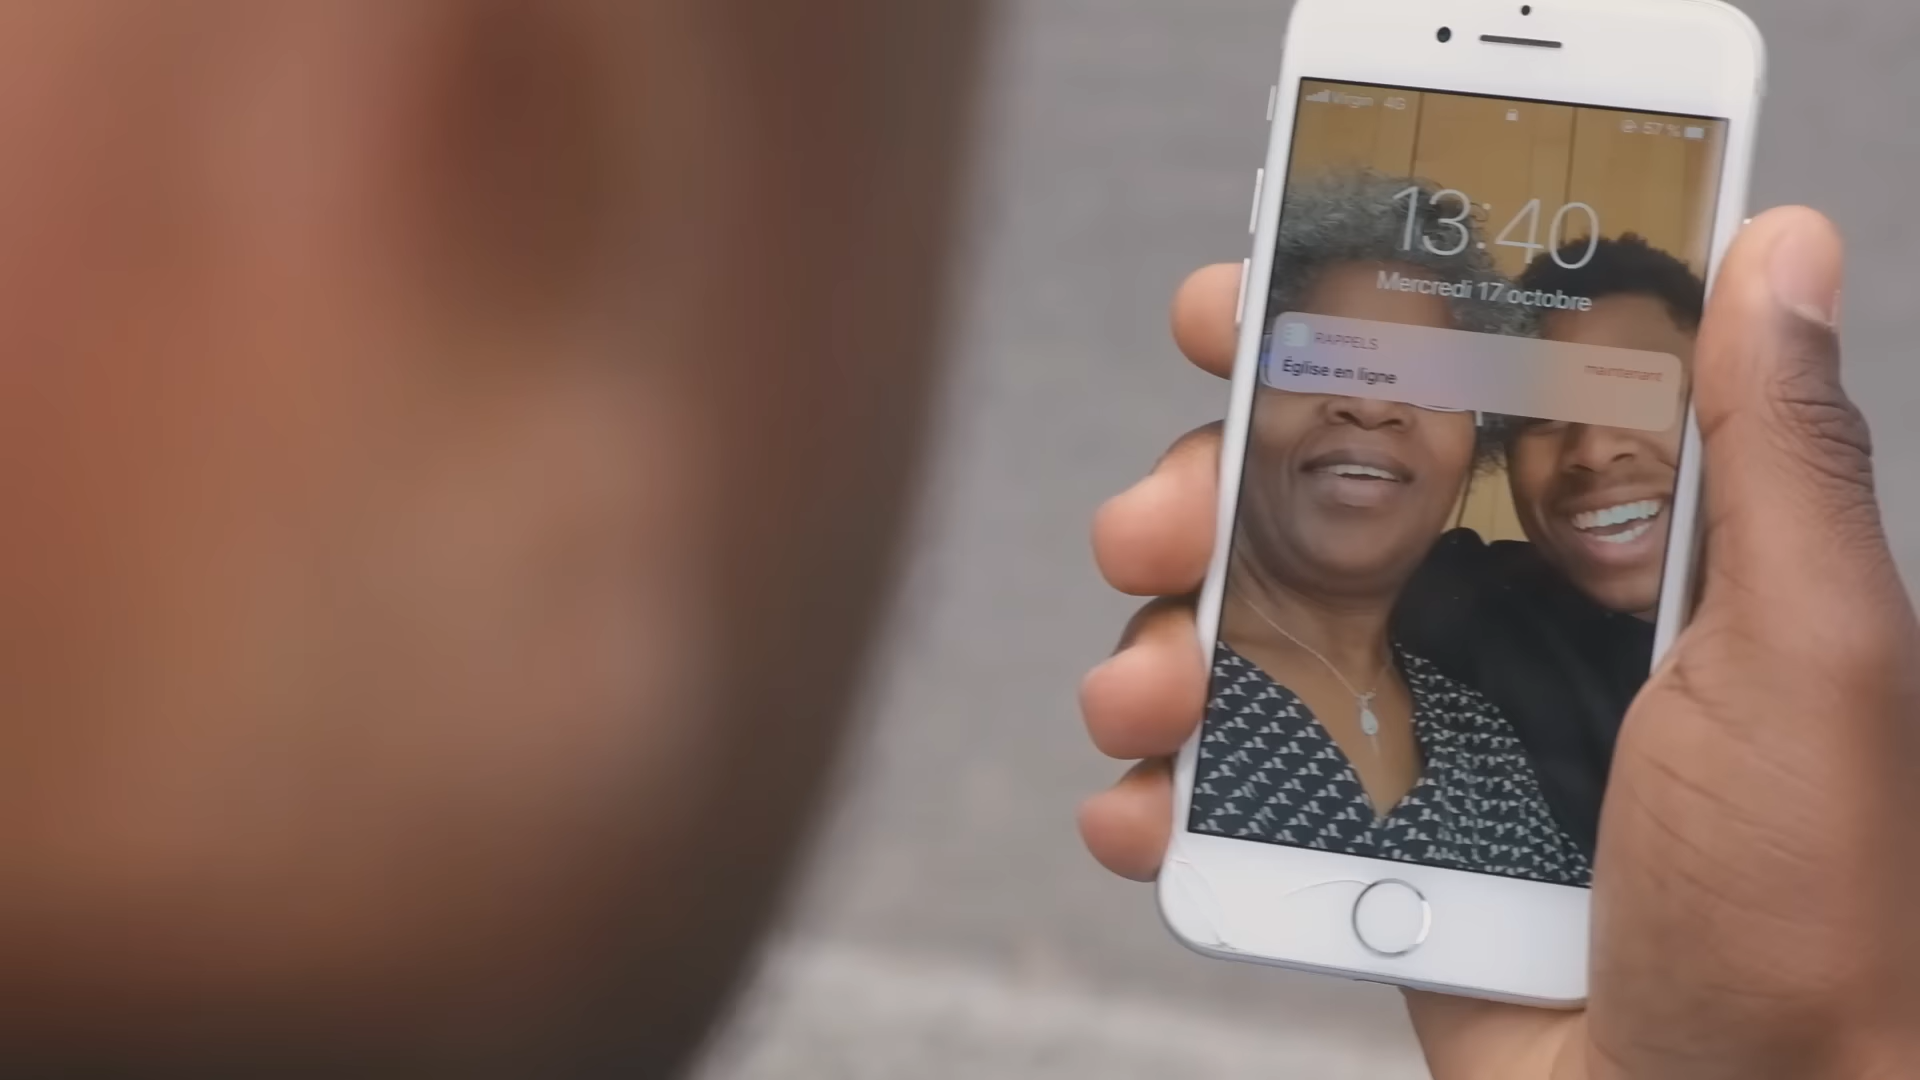 Virgin 4G
57 %
13:40
Mercredi 17 octobre
RAPPELS
maintenant
Église en ligne